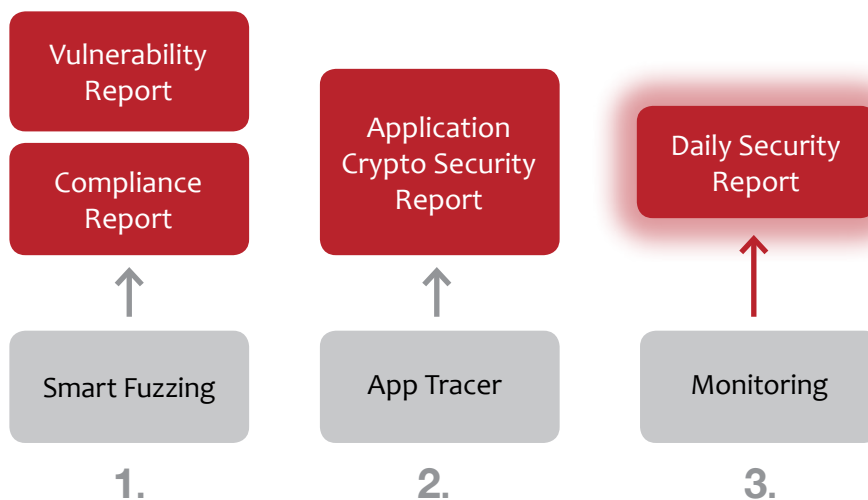 Vulnerability
Report
Compliance
Report
Smart Fuzzing
1.
Application
Crypto Security
Report
App Tracer
2.
Daily Security
Report
Monitoring
3.